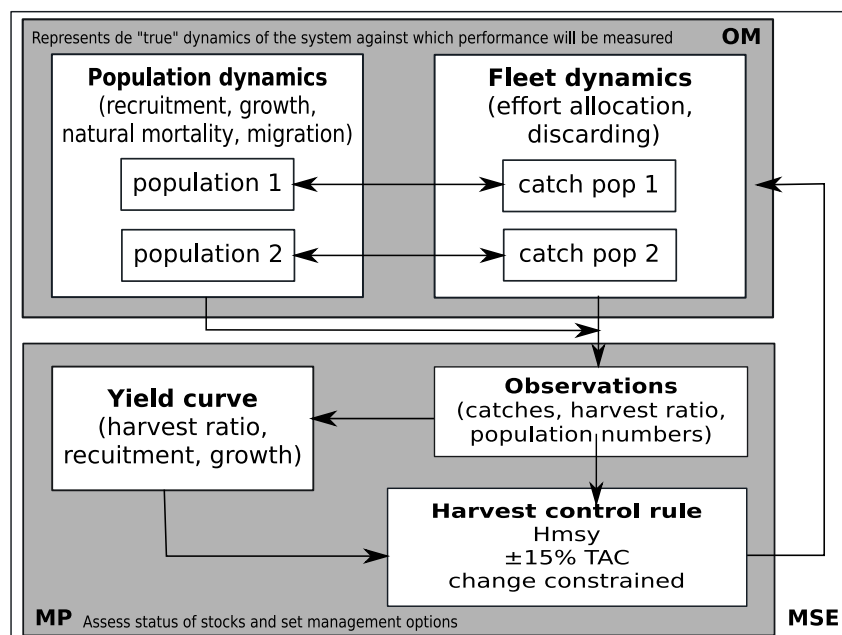 Represents de "true" dynamics of the system against which performance will be measured
OM
Population dynamics
(recruitment, growth,
natural mortality, migration)
population 1
population 2
Fleet dynamics
(effort allocation,
discarding)
catch pop 1
catch pop 2
Yield curve
(harvest ratio,
recuitment, growth)
Observations
(catches, harvest ratio,
population numbers)
Harvest control rule
Hmsy
±15% TAC
change constrained
MP
Assess status of stocks and set management options
MSE